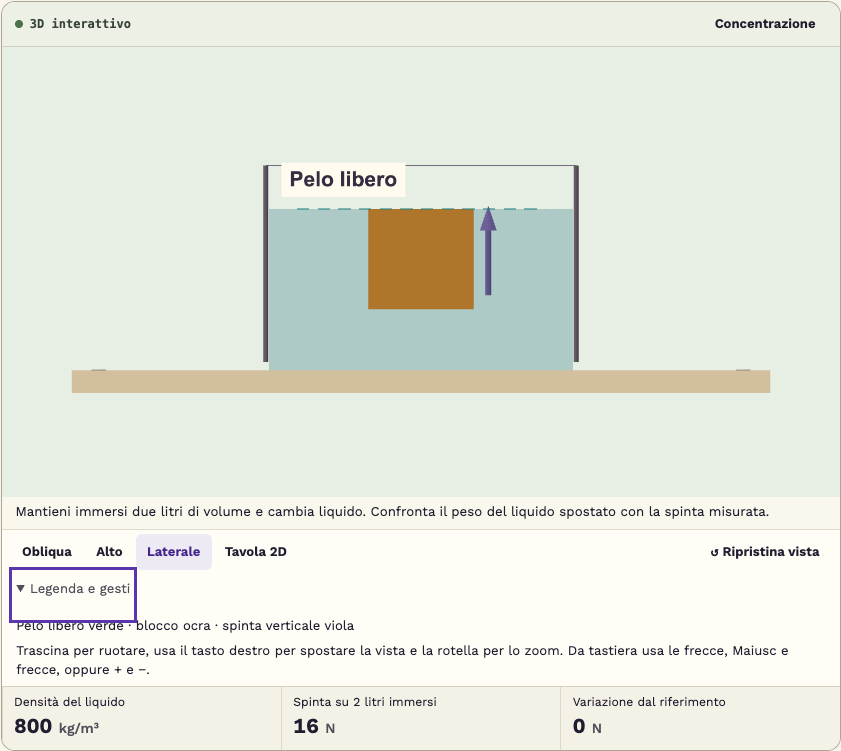 3D interattivo
Concentrazione
Pelo libero
Mantieni immersi due litri di volume e cambia liquido. Confronta il peso del liquido spostato con la spinta misurata.
Obliqua Alto Laterale Tavola 2D ↺ Ripristina vista
▼ Legenda e gesti
Pelo libero verde · blocco ocra · spinta verticale viola
Trascina per ruotare, usa il tasto destro per spostare la vista e la rotella per lo zoom. Da tastiera usa le frecce, Maiusc e
frecce, oppure + e −.
Densità del liquido
800 kg/m³
Spinta su 2 litri immersi
16 N
Variazione dal riferimento
0 N